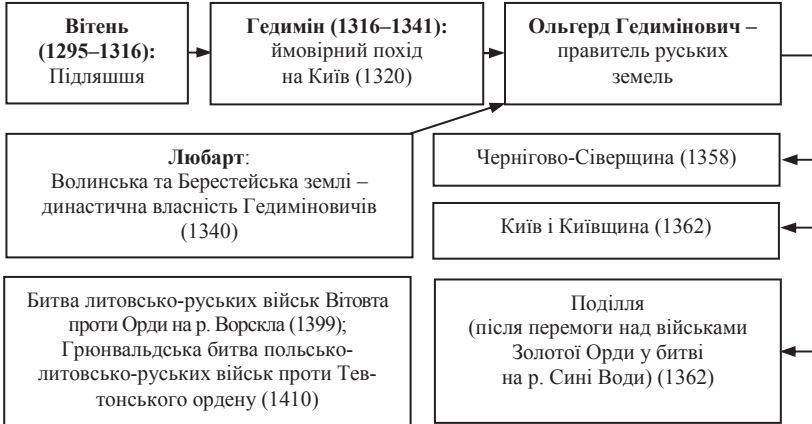 Вітень
(1295–1316):
Підляшшя
Гедимін (1316–1341):
ймовірний похід
на Київ (1320)
Ольгерд Гедимінович –
правитель руських
земель
Любарт:
Волинська та Берестейська землі –
династична власність Гедиміновичів
(1340)
Чернігово-Сіверщина (1358)
Київ і Київщина (1362)
Битва литовсько-руських військ Вітовта
проти Орди на р. Ворскла (1399);
Грюнвальдська битва польсько-
литовсько-руських військ проти Тев-
тонського ордену (1410)
Поділля
(після перемоги над військами
Золотої Орди у битві
на р. Сині Води) (1362)